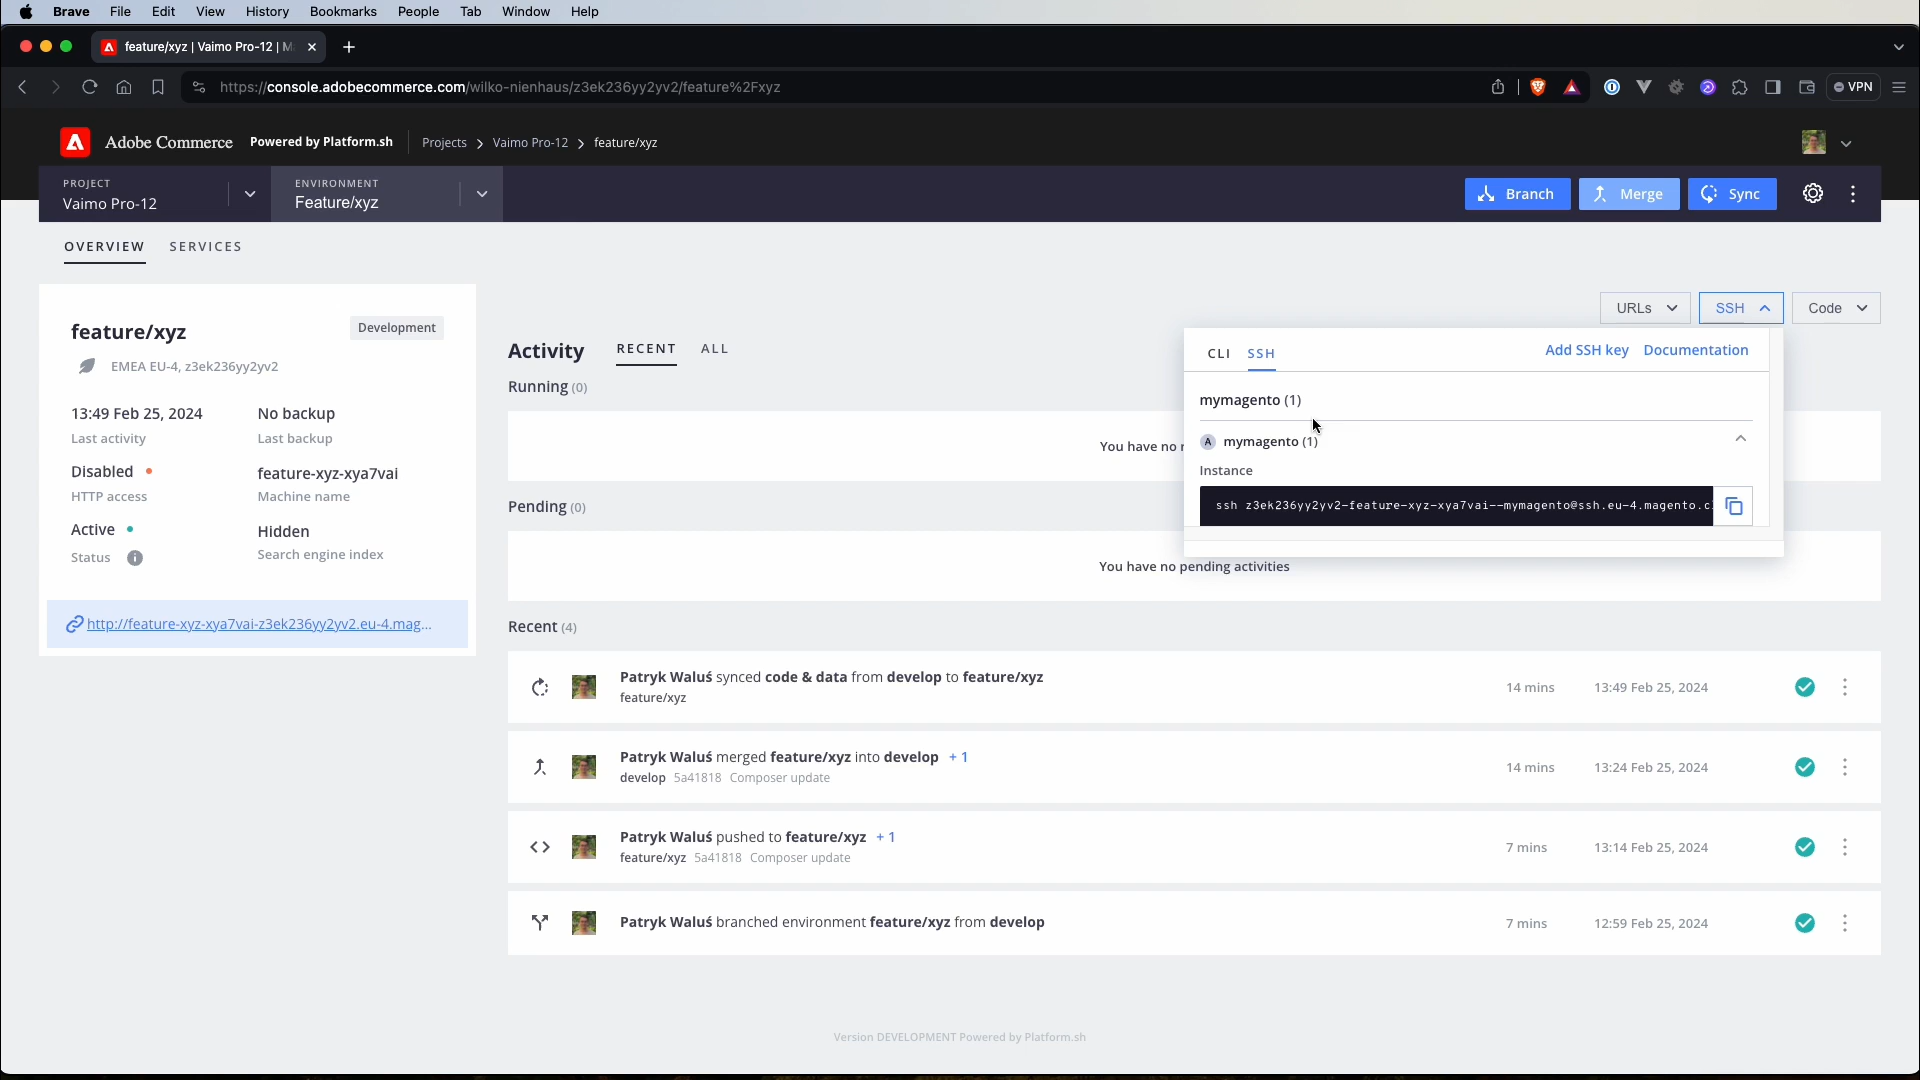 Brave File Edit View History Bookmarks People Tab Window Help
feature/xyz | Vaimo Pro-12 | M
https://console.adobecommerce.com/wilko-nienhaus/z3ek236yy2yv2/feature%2Fxyz
VPN
Adobe Commerce Powered by Platform.sh Projects Vaimo Pro-12 feature/xyz
PROJECT
Vaimo Pro-12
ENVIRONMENT
Feature/xyz
Branch Merge Sync
OVERVIEW SERVICES
URLs SSH Code
feature/xyz Development
EMEA EU-4, z3ek236yy2yv2
13:49 Feb 25, 2024 No backup
Last activity Last backup
Disabled feature-xyz-xya7vai
HTTP access Machine name
Active Hidden
Status Search engine index
http://feature-xyz-xya7vai-z3ek236yy2yv2.eu-4.mag...
Activity RECENT ALL
Running (0)
You have no
CLI SSH Add SSH key Documentation
mymagento (1)
A mymagento (1)
Instance
ssh z3ek236yy2yv2-feature-xyz-xya7vai--mymagento@ssh.eu-4.magento.c
Pending (0)
You have no pending activities
Recent (4)
Patryk Waluś synced code & data from develop to feature/xyz
feature/xyz
14 mins 13:49 Feb 25, 2024
Patryk Waluś merged feature/xyz into develop + 1
develop 5a41818 Composer update
14 mins 13:24 Feb 25, 2024
Patryk Waluś pushed to feature/xyz + 1
feature/xyz 5a41818 Composer update
7 mins 13:14 Feb 25, 2024
Patryk Waluś branched environment feature/xyz from develop
7 mins 12:59 Feb 25, 2024
Version DEVELOPMENT Powered by Platform.sh